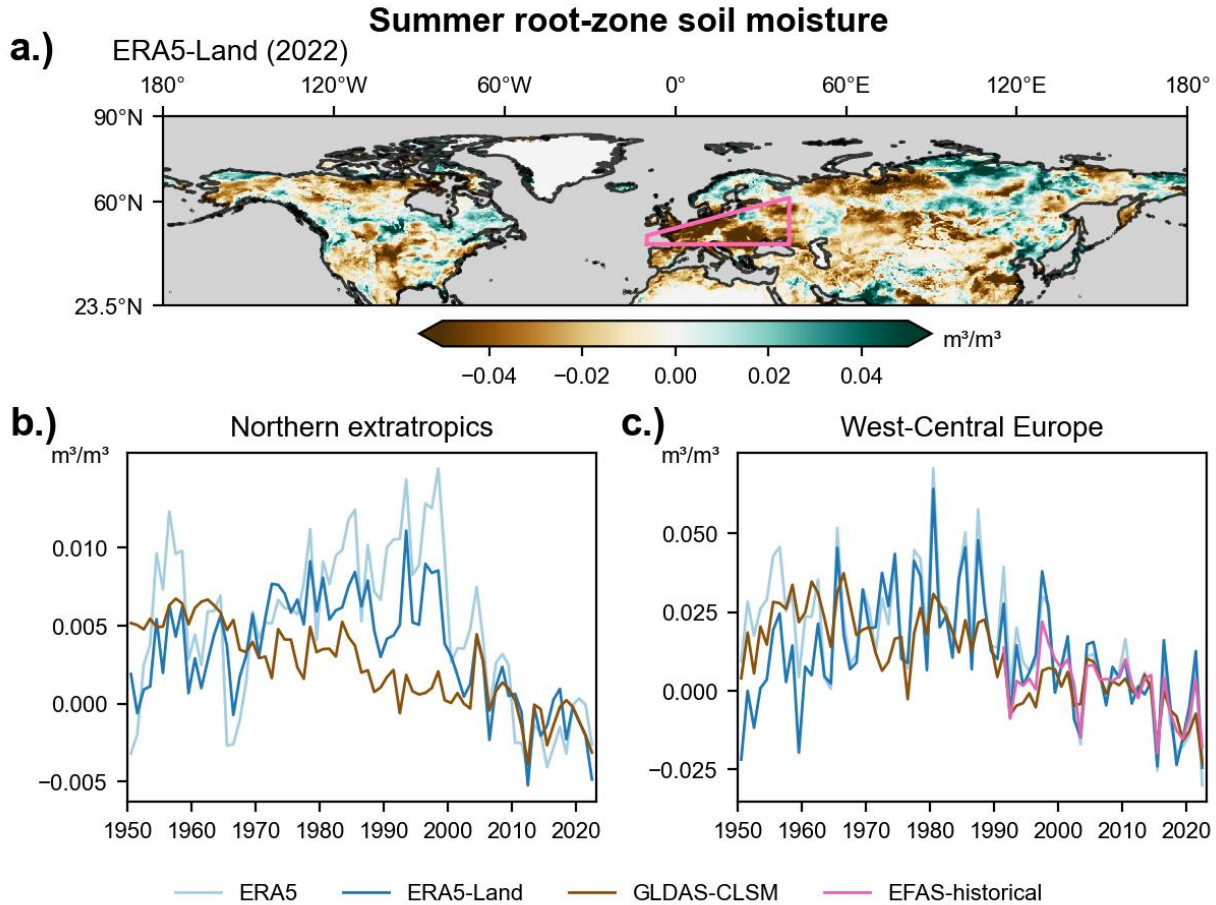 Summer root-zone soil moisture
a.)
ERA5-Land (2022)
180° 120°W 60°W 0° 60°E 120°E 180°
90°N
60°N
23.5°N
−0.04 −0.02 0.00 0.02 0.04
m³/m³
b.)
Northern extratropics
m³/m³
0.010
0.005
0.000
−0.005
1950 1960 1970 1980 1990 2000 2010 2020
c.)
West-Central Europe
m³/m³
0.050
0.025
0.000
−0.025
1950 1960 1970 1980 1990 2000 2010 2020
ERA5 ERA5-Land GLDAS-CLSM EFAS-historical